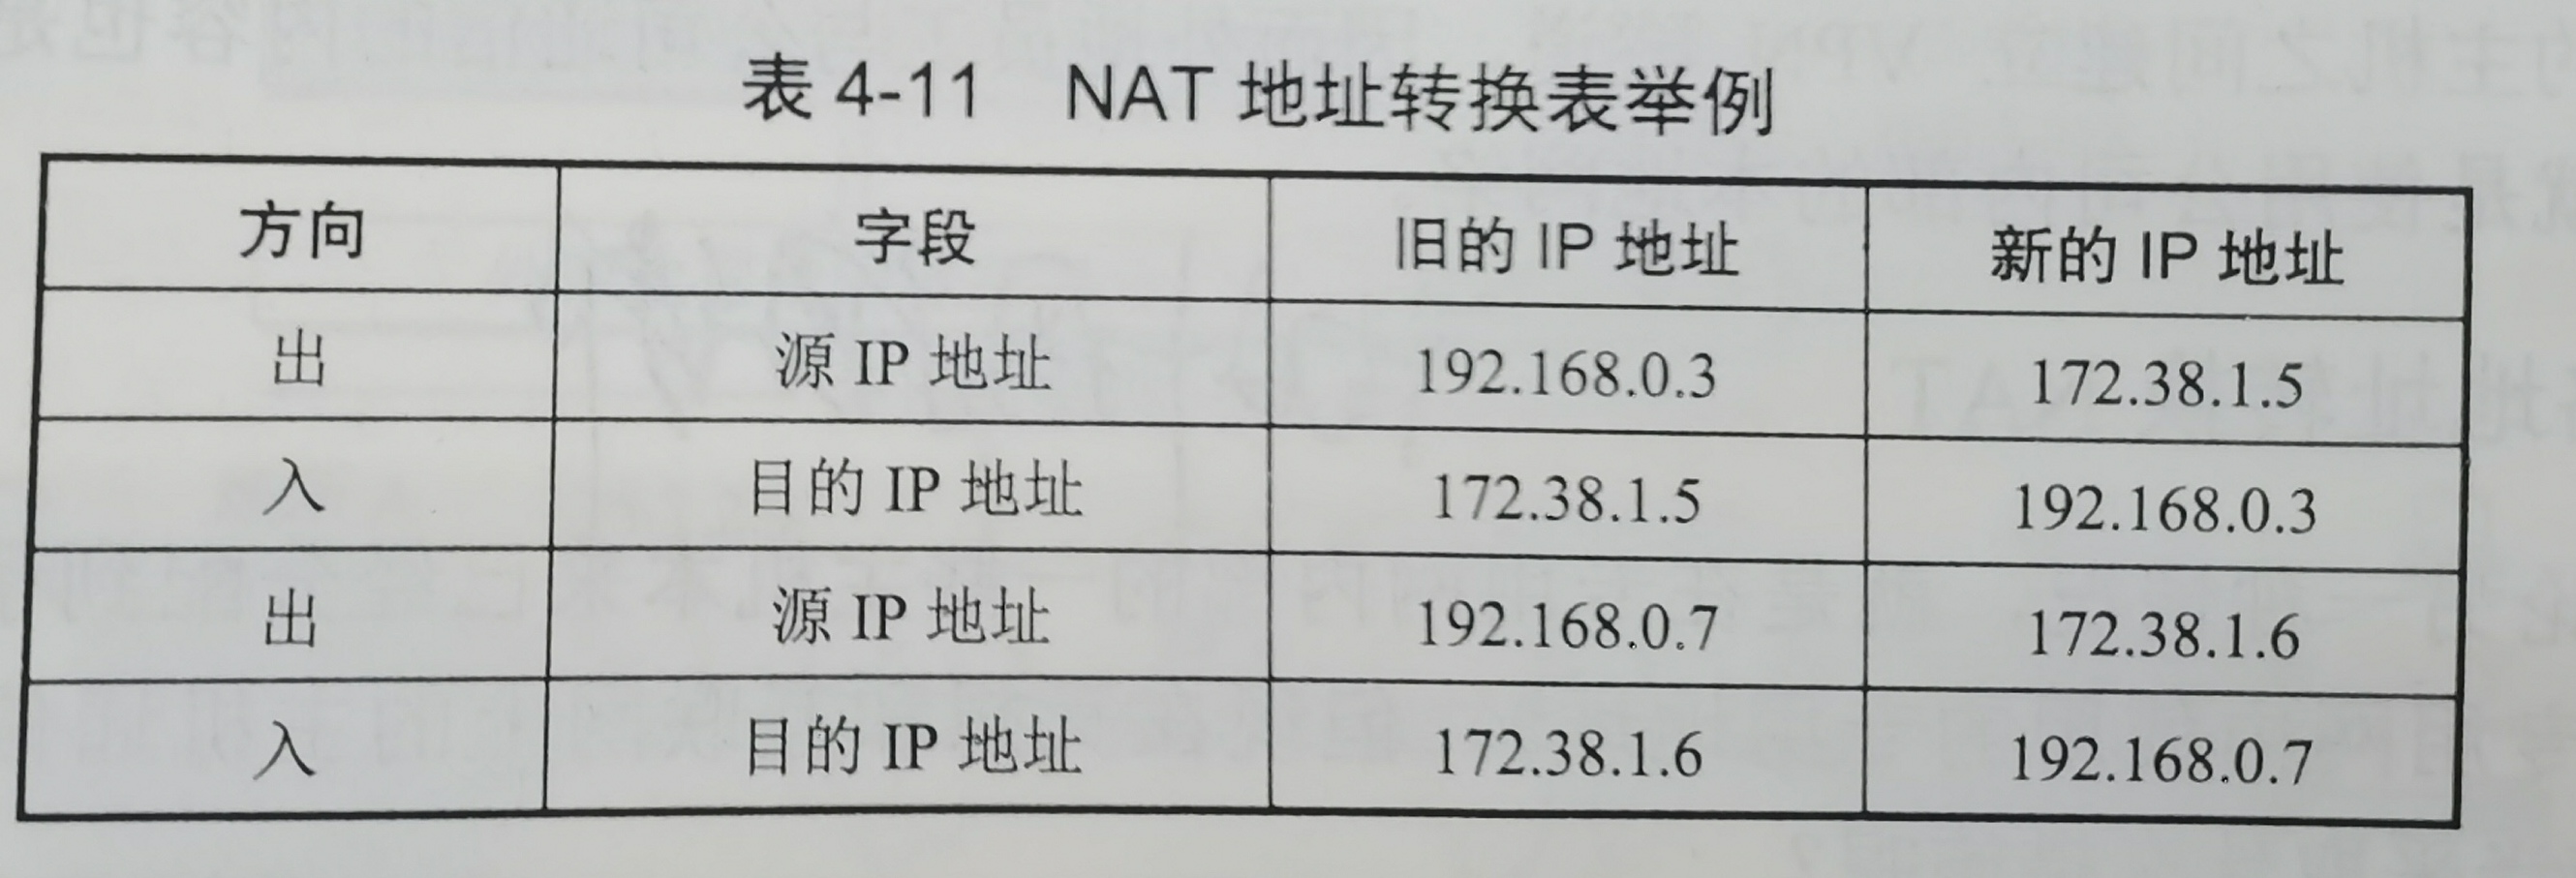 表 4-11 NAT 地址转换表举例
方向 字段 旧的 IP 地址 新的 IP 地址
出 源 IP 地址 192.168.0.3 172.38.1.5
入 目的 IP 地址 172.38.1.5 192.168.0.3
出 源 IP 地址 192.168.0.7 172.38.1.6
入 目的 IP 地址 172.38.1.6 192.168.0.7